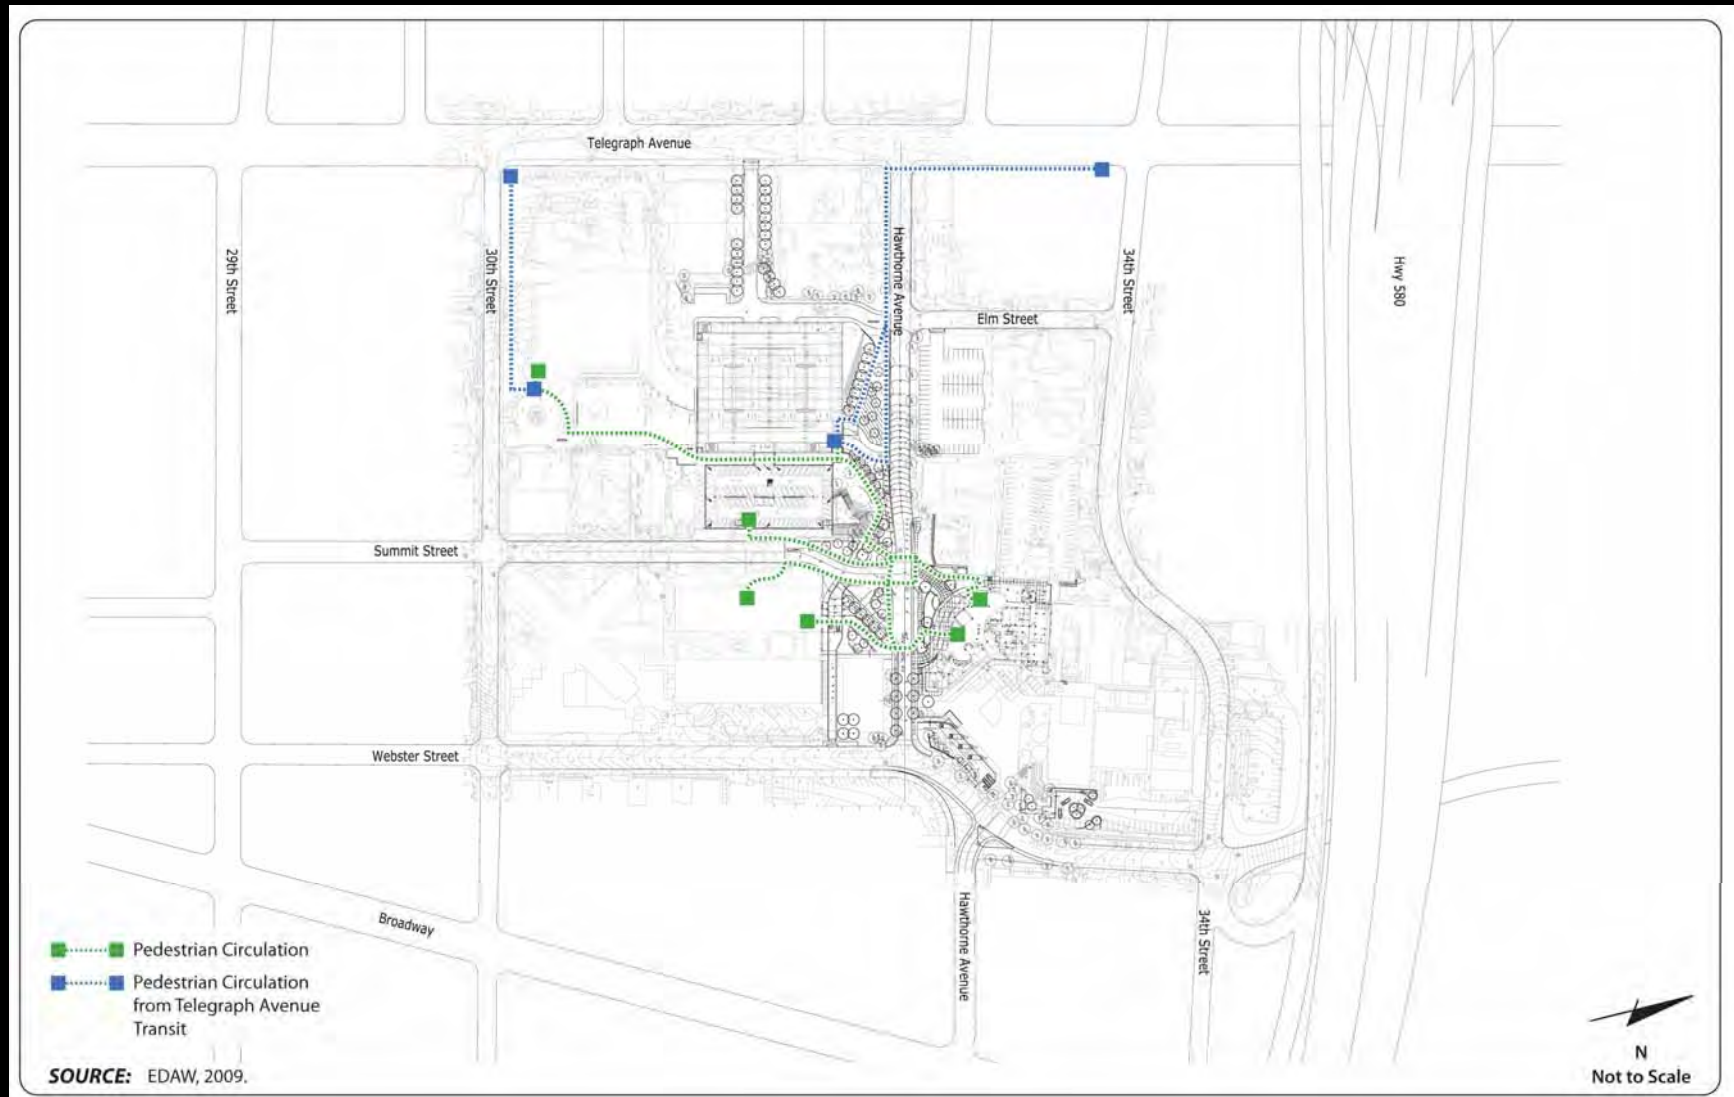 Telegraph Avenue
29th Street
30th Street
Hawthorne Avenue
34th Street
Hwy 580
Elm Street
Summit Street
Webster Street
Broadway
Hawthorne Avenue
34th Street
Pedestrian Circulation
Pedestrian Circulation
from Telegraph Avenue
Transit
SOURCE: EDAW, 2009.
N
Not to Scale